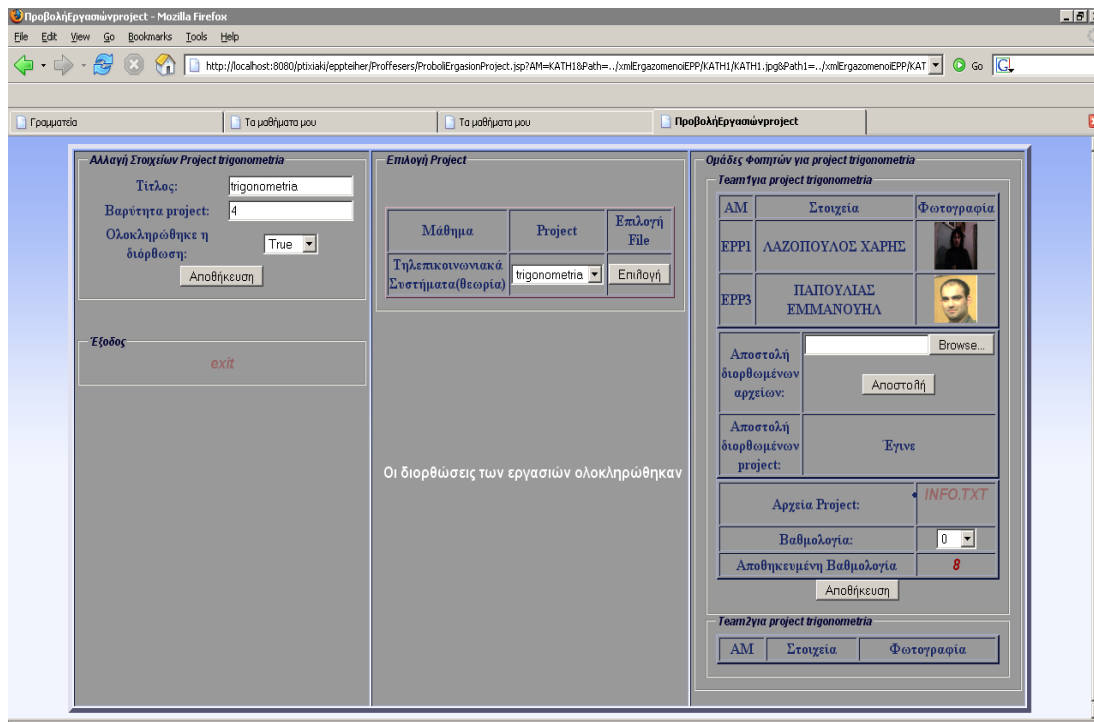 ΠροβολήΕργασιώνproject - Mozilla Firefox
File Edit View Go Bookmarks Tools Help
http://localhost:8080/ptixiaki/eppteiher/Proffesers/ProboliErgasionProject.jsp?AM=KATH1&Path=../xmlErgazomenoiEPP/KATH1/KATH1.jpg&Path1=../xmlErgazomenoiEPP/KAT
Go
Γραμματεία
Τα μαθήματα μου
Τα μαθήματα μου
ΠροβολήΕργασιώνproject
Αλλαγή Στοιχείων Project trigonometria
Τίτλος: trigonometria
Βαρύτητα project: 4
Ολοκληρώθηκε η
διόρθωση: True
Αποθήκευση
Έξοδος
exit
Επιλογή Project
Μάθημα Project Επιλογή
File
Τηλεπικοινωνιακά
Συστήματα(θεωρία) trigonometria Επιλογή
Οι διορθώσεις των εργασιών ολοκληρώθηκαν
Ομάδες Φοιτητών για project trigonometria
Team1για project trigonometria
ΑΜ Στοιχεία Φωτογραφία
EPP1 ΛΑΖΟΠΟΥΛΟΣ ΧΑΡΗΣ
EPP3 ΠΑΠΟΥΛΙΑΣ
ΕΜΜΑΝΟΥΗΛ
Αποστολή
διορθωμένων
αρχείων:
Browse...
Αποστολή
Αποστολή
διορθωμένων
project:
Έγινε
Αρχεία Project: INFO.TXT
Βαθμολογία: 0
Αποθηκευμένη Βαθμολογία 8
Αποθήκευση
Team2για project trigonometria
ΑΜ Στοιχεία Φωτογραφία